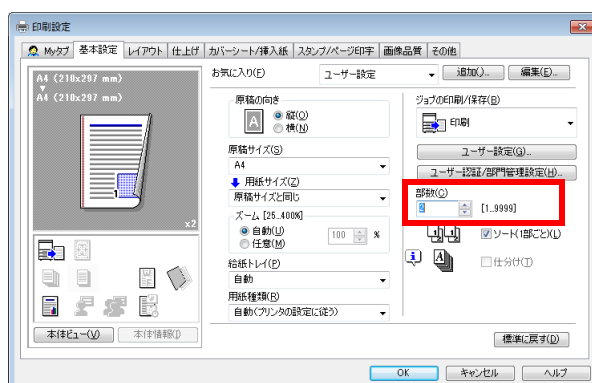 印刷設定
Myタブ 基本設定 レイアウト 仕上げ カバーシート/挿入紙 スタンプ/ページ印字 画像品質 その他
A4 (210x297 mm)
A4 (210x297 mm)
1
x2
本体ビュー(V) 本体情報(I)
お気に入り(F) ユーザー設定 追加()... 編集(E)...
原稿の向き
A
縦(O)
横(N)
原稿サイズ(S)
A4
用紙サイズ(Z)
原稿サイズと同じ
ズーム [25..400%]
自動(U)
任意(M)
100 %
給紙トレイ(P)
自動
用紙種類(R)
自動(プリンタの設定に従う)
ジョブの印刷/保存(B)
印刷
ユーザー設定(G)...
ユーザー認証/部門管理設定(H)...
部数(C)
2 [1..9999]
ソート(1部ごと)(L)
仕分け(T)
標準に戻す(D)
OK キャンセル ヘルプ